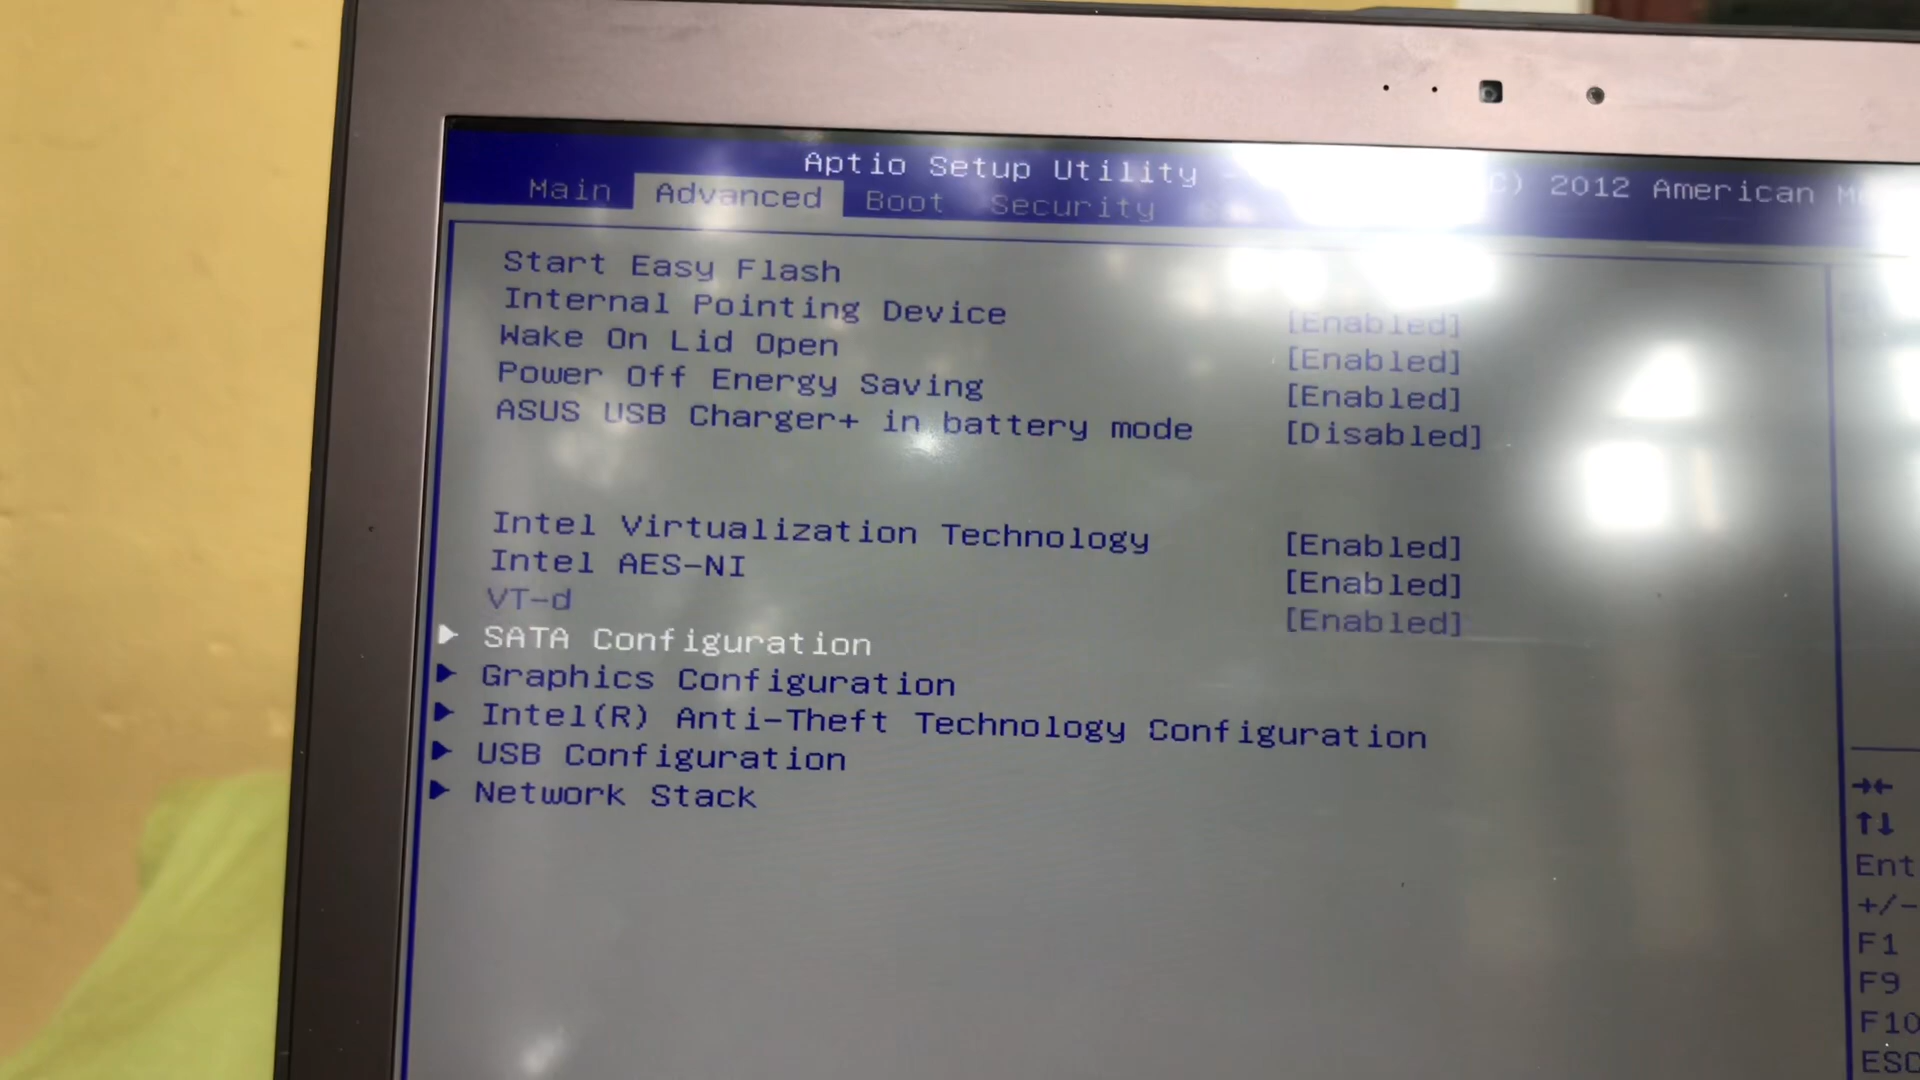 Aptio Setup Utility - C) 2012 American
Main Advanced Boot Security
Start Easy Flash
Internal Pointing Device [Enabled]
Wake On Lid Open [Enabled]
Power Off Energy Saving [Enabled]
ASUS USB Charger+ in battery mode [Disabled]
Intel Virtualization Technology [Enabled]
Intel AES-NI [Enabled]
VT-d [Enabled]
SATA Configuration
Graphics Configuration
Intel(R) Anti-Theft Technology Configuration
USB Configuration
Network Stack
→←
↑↓
Ent
+/-
F1
F9
F10
ESC